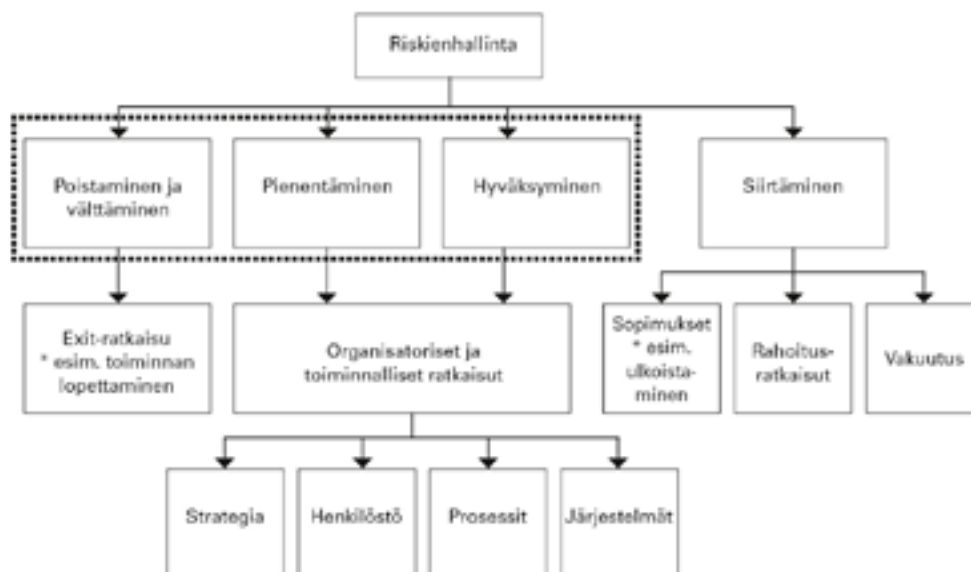 Riskienhallinta
Poistaminen ja
välttäminen
Pienentäminen
Hyväksyminen
Siirtäminen
Exit-ratkaisu
* esim. toiminnan
lopettaminen
Organisatoriset ja
toiminnalliset ratkaisut
Sopimukset
* esim.
ulkoista-
minen
Rahoitus-
ratkaisut
Vakuutus
Strategia
Henkilöstö
Prosessit
Järjestelmät